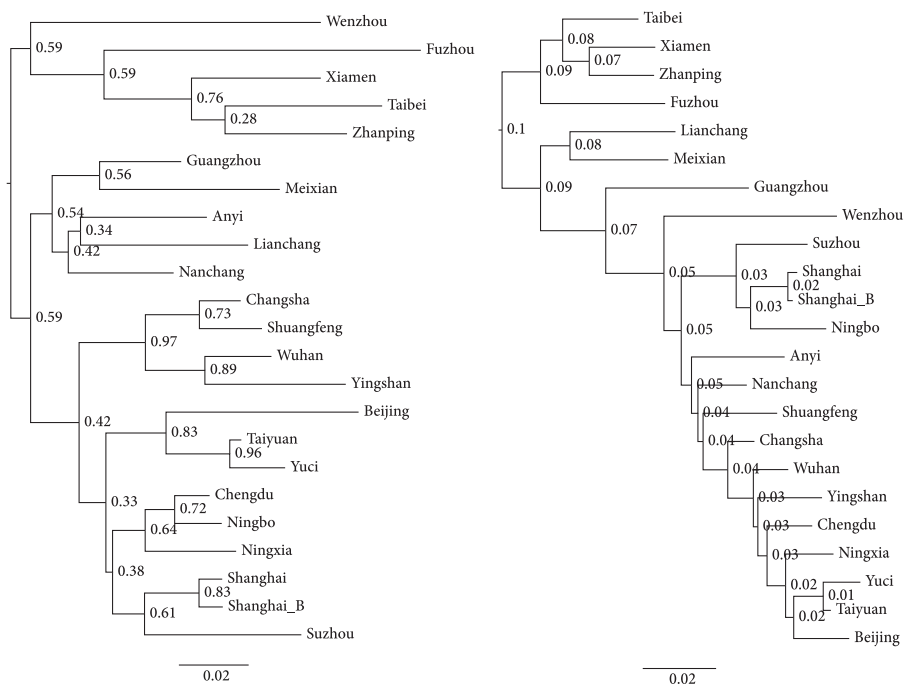 Wenzhou
0.59
Fuzhou
0.59
Xiamen
0.76
Taibei
0.28
Zhanping
Guangzhou
0.56
Meixian
0.54
Anyi
0.34
Lianchang
0.42
Nanchang
0.59
Changsha
0.73
Shuangfeng
0.97
Wuhan
0.89
Yingshan
0.42
Beijing
0.83
Taiyuan
0.96
Yuci
0.33
Chengdu
0.72
Ningbo
0.64
Ningxia
0.38
Shanghai
0.83
Shanghai_B
0.61
Suzhou
0.02
Taibei
0.08
Xiamen
0.07
Zhanping
0.09
Fuzhou
0.1
Lianchang
0.08
Meixian
0.09
Guangzhou
0.07
Wenzhou
0.05
Suzhou
0.03
Shanghai
0.02
Shanghai_B
0.03
Ningbo
0.05
Anyi
0.05
Nanchang
0.04
Shuangfeng
0.04
Changsha
0.04
Wuhan
0.03
Yingshan
0.03
Chengdu
0.03
Ningxia
0.02
Yuci
0.01
Taiyuan
0.02
Beijing
0.02